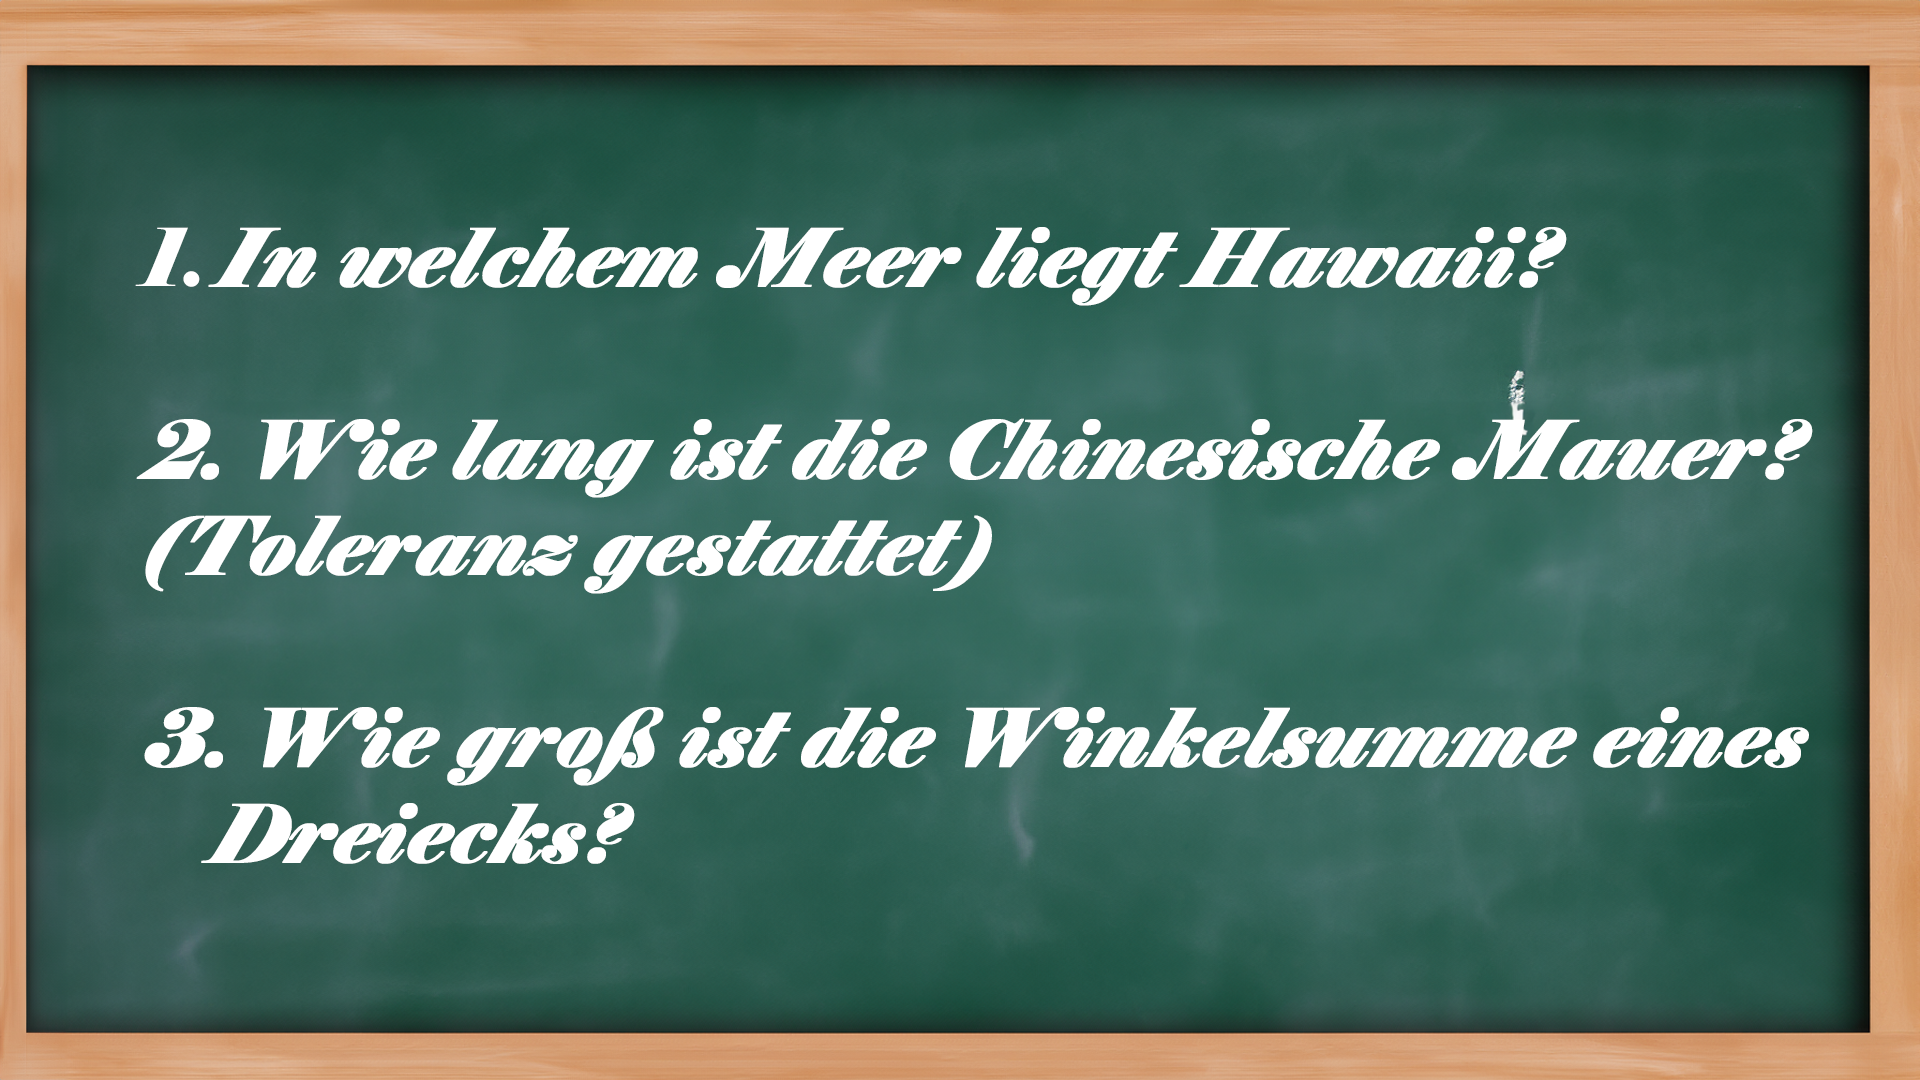 1. In welchem Meer liegt Hawaii?
2. Wie lang ist die Chinesische Mauer?
(Toleranz gestattet)
3. Wie groß ist die Winkelsumme eines
Dreiecks?